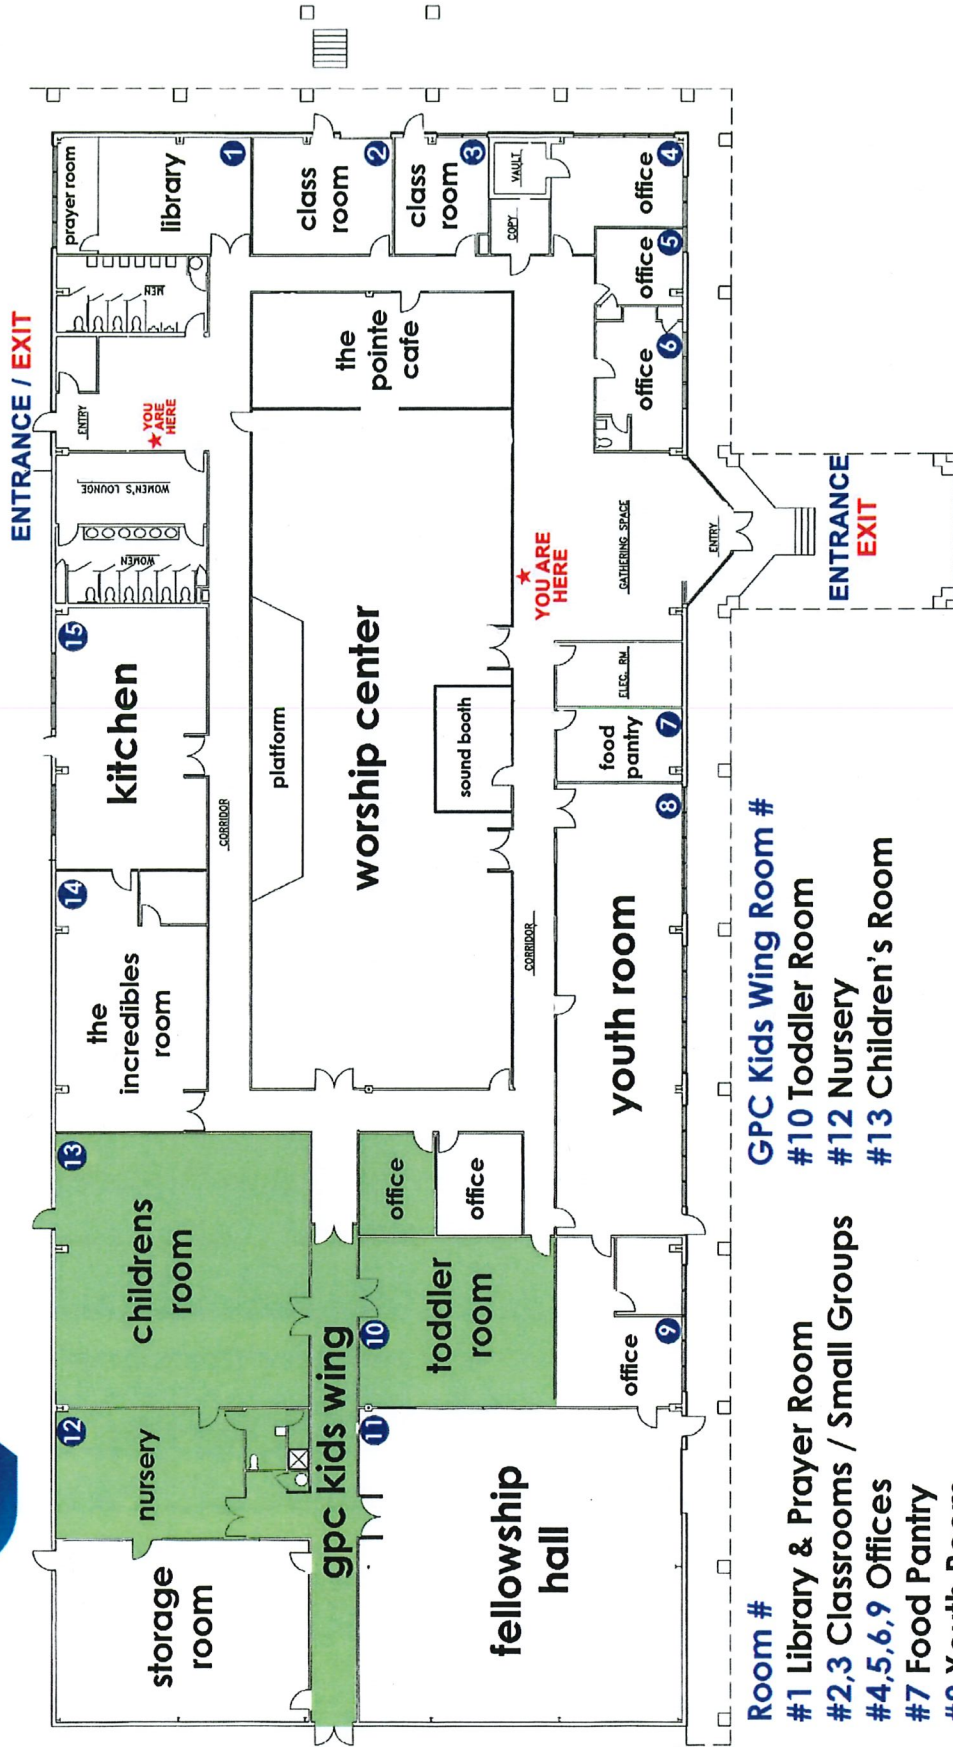 ENTRANCE / EXIT
storage
room
12
nursery
13
childrens
room
14
the
incredibles
room
15
kitchen
WOMEN
WOMEN'S LOUNGE
ENTRY
YOU
ARE
HERE
MEN
prayer room
library
1
CORRIDOR
gpc kids wing
platform
worship center
sound booth
the
pointe
cafe
class
room
2
class
room
3
VAULT
COPY
11
fellowship
hall
10
toddler
room
office
office
CORRIDOR
YOU ARE
HERE
office
9
youth room
8
food
pantry
7
ELEC. RM
GATHERING SPACE
ENTRY
office
6
office
5
office
4
ENTRANCE
EXIT
Room #
#1 Library & Prayer Room
#2,3 Classrooms / Small Groups
#4,5,6,9 Offices
#7 Food Pantry
GPC Kids Wing Room #
#10 Toddler Room
#12 Nursery
#13 Children's Room